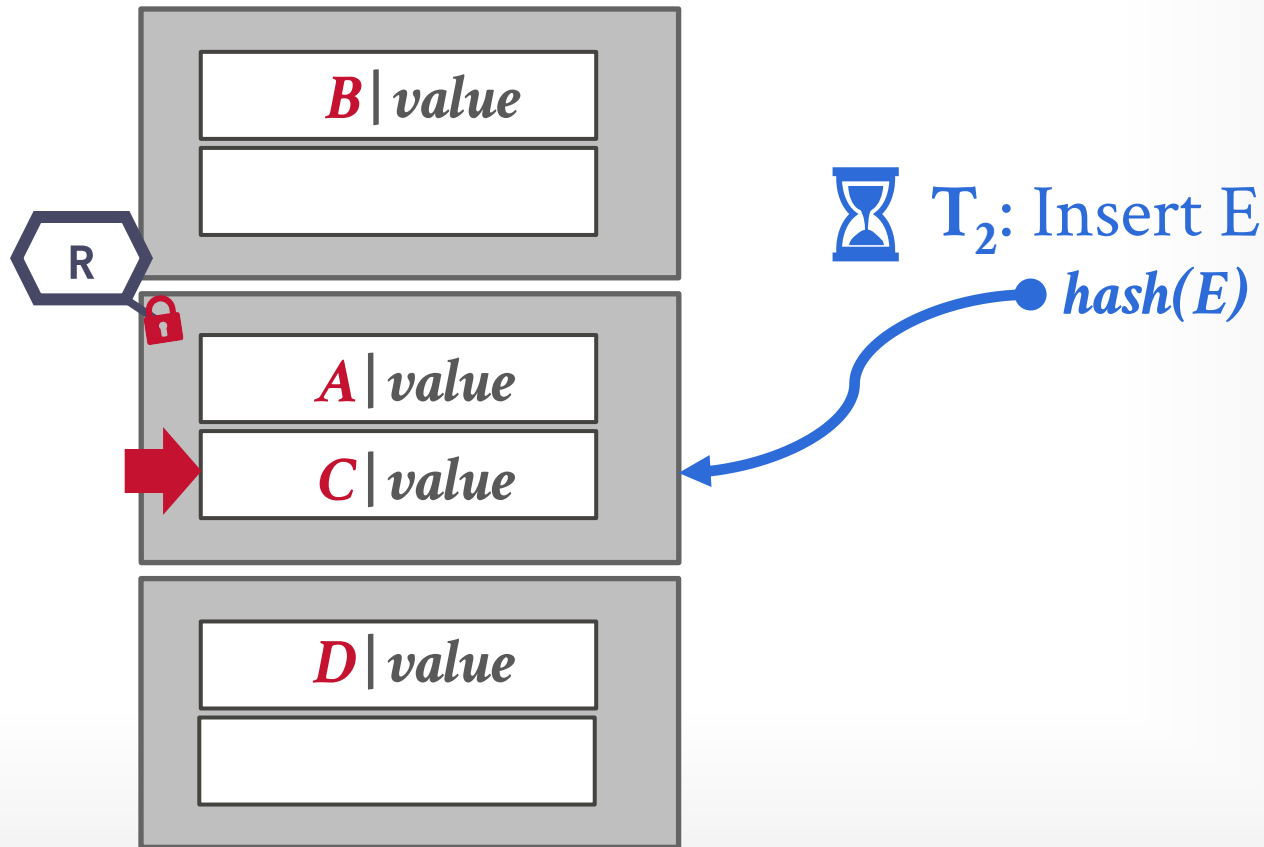 B|value
T₂: Insert E
R
hash(E)
A|value
C|value
D|value